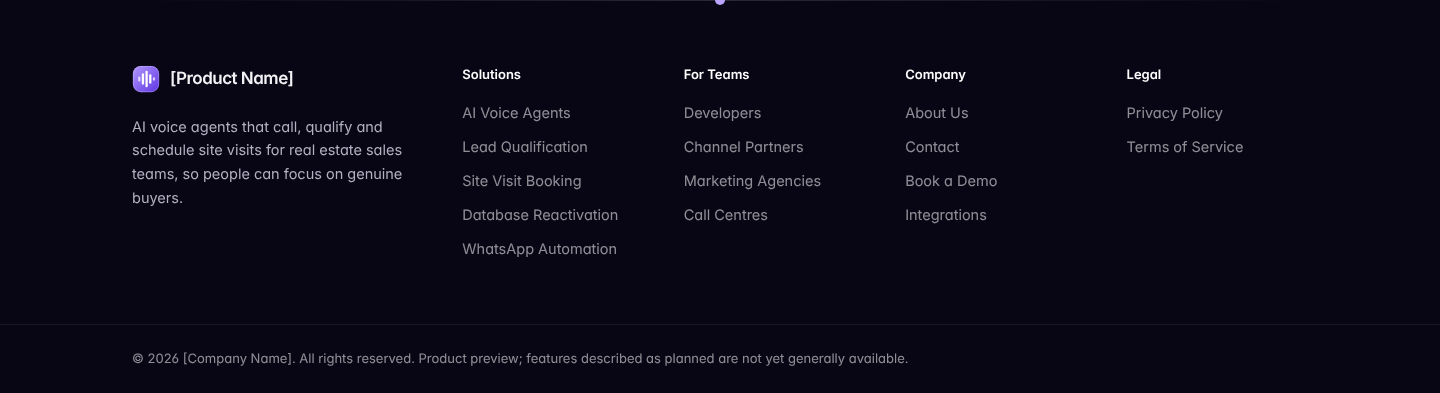 [Product Name]
AI voice agents that call, qualify and
schedule site visits for real estate sales
teams, so people can focus on genuine
buyers.
Solutions
AI Voice Agents
Lead Qualification
Site Visit Booking
Database Reactivation
WhatsApp Automation
For Teams
Developers
Channel Partners
Marketing Agencies
Call Centres
Company
About Us
Contact
Book a Demo
Integrations
Legal
Privacy Policy
Terms of Service
© 2026 [Company Name]. All rights reserved. Product preview; features described as planned are not yet generally available.